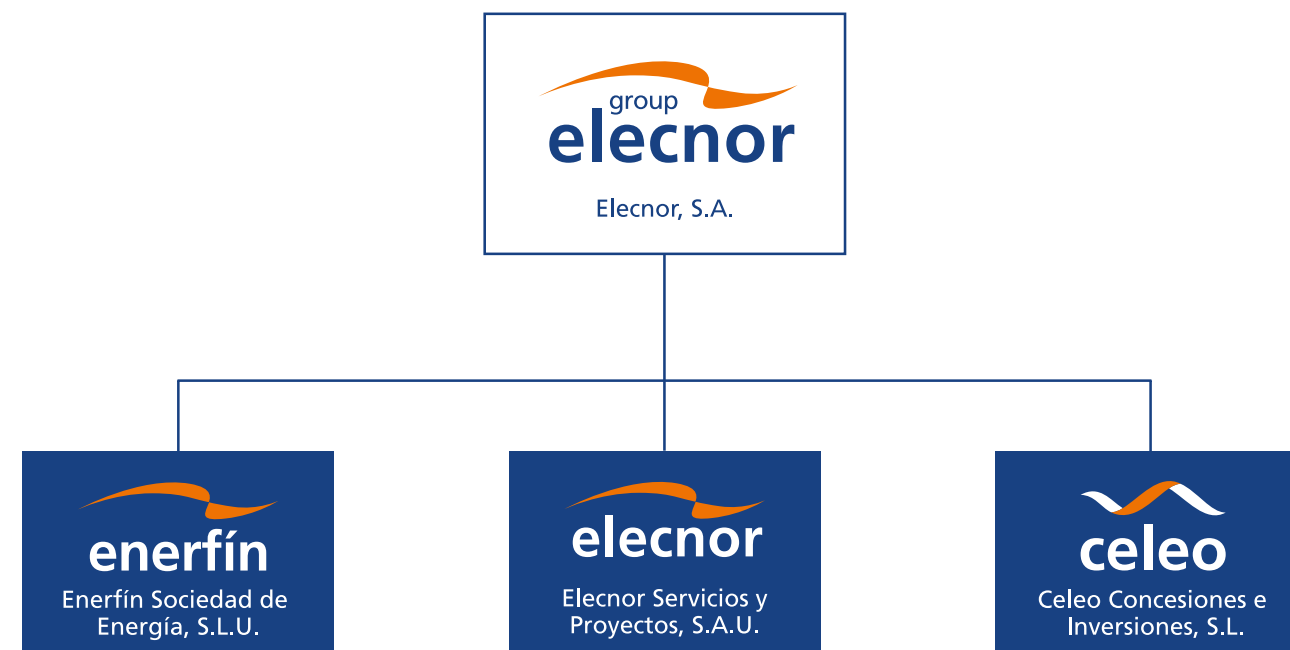 group
elecnor
Elecnor, S.A.
enerfín
Enerfín Sociedad de
Energía, S.L.U.
elecnor
Elecnor Servicios y
Proyectos, S.A.U.
celeo
Celeo Concesiones e
Inversiones, S.L.